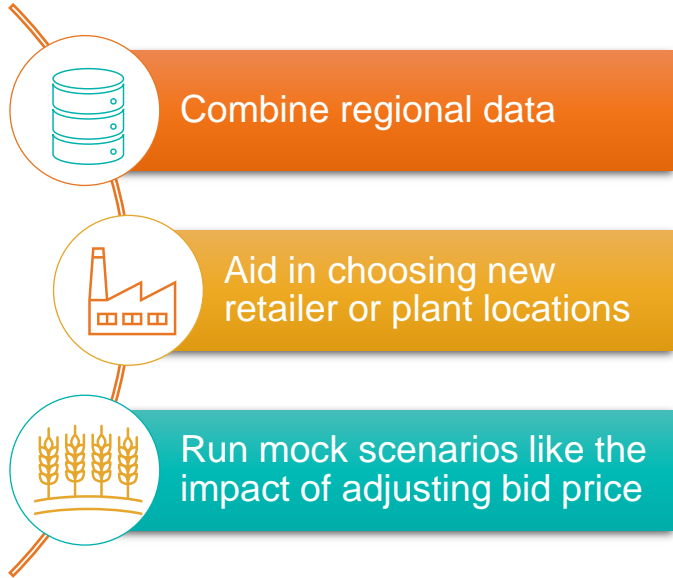 Combine regional data
Aid in choosing new
retailer or plant locations
Run mock scenarios like the
impact of adjusting bid price